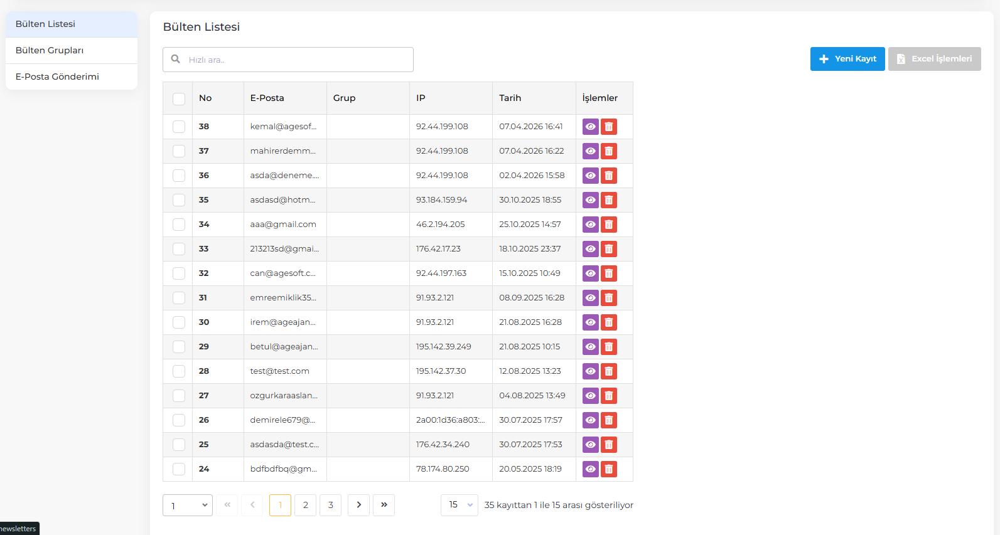 Bülten Listesi
Bülten Grupları
E-Posta Gönderimi
Bülten Listesi
Hızlı ara..
Yeni Kayıt
Excel İşlemleri
No E-Posta Grup IP Tarih İşlemler
38 kemal@agesof... 92.44.199.108 07.04.2026 16:41
37 mahirerdemm... 92.44.199.108 07.04.2026 16:22
36 asda@deneme.... 92.44.199.108 02.04.2026 15:58
35 asdasd@hotm... 93.184.159.94 30.10.2025 18:55
34 aaa@gmail.com 46.2.194.205 25.10.2025 14:57
33 213213sd@gmai... 176.42.17.23 18.10.2025 23:37
32 can@agesoft.c... 92.44.197.163 15.10.2025 10:49
31 emreemiklik35... 91.93.2.121 08.09.2025 16:28
30 irem@ageajan... 91.93.2.121 21.08.2025 16:28
29 betul@ageajan... 195.142.39.249 21.08.2025 10:15
28 test@test.com 195.142.37.30 12.08.2025 13:23
27 ozgurkaraaslan... 91.93.2.121 04.08.2025 13:49
26 demirele679@... 2a00:1d36:a803:... 30.07.2025 17:57
25 asdasda@test.c... 176.42.34.240 30.07.2025 17:53
24 bdfbdfbq@gm... 78.174.80.250 20.05.2025 18:19
1 « ‹ 1 2 3 › » 15 35 kayıttan 1 ile 15 arası gösteriliyor
newsletters